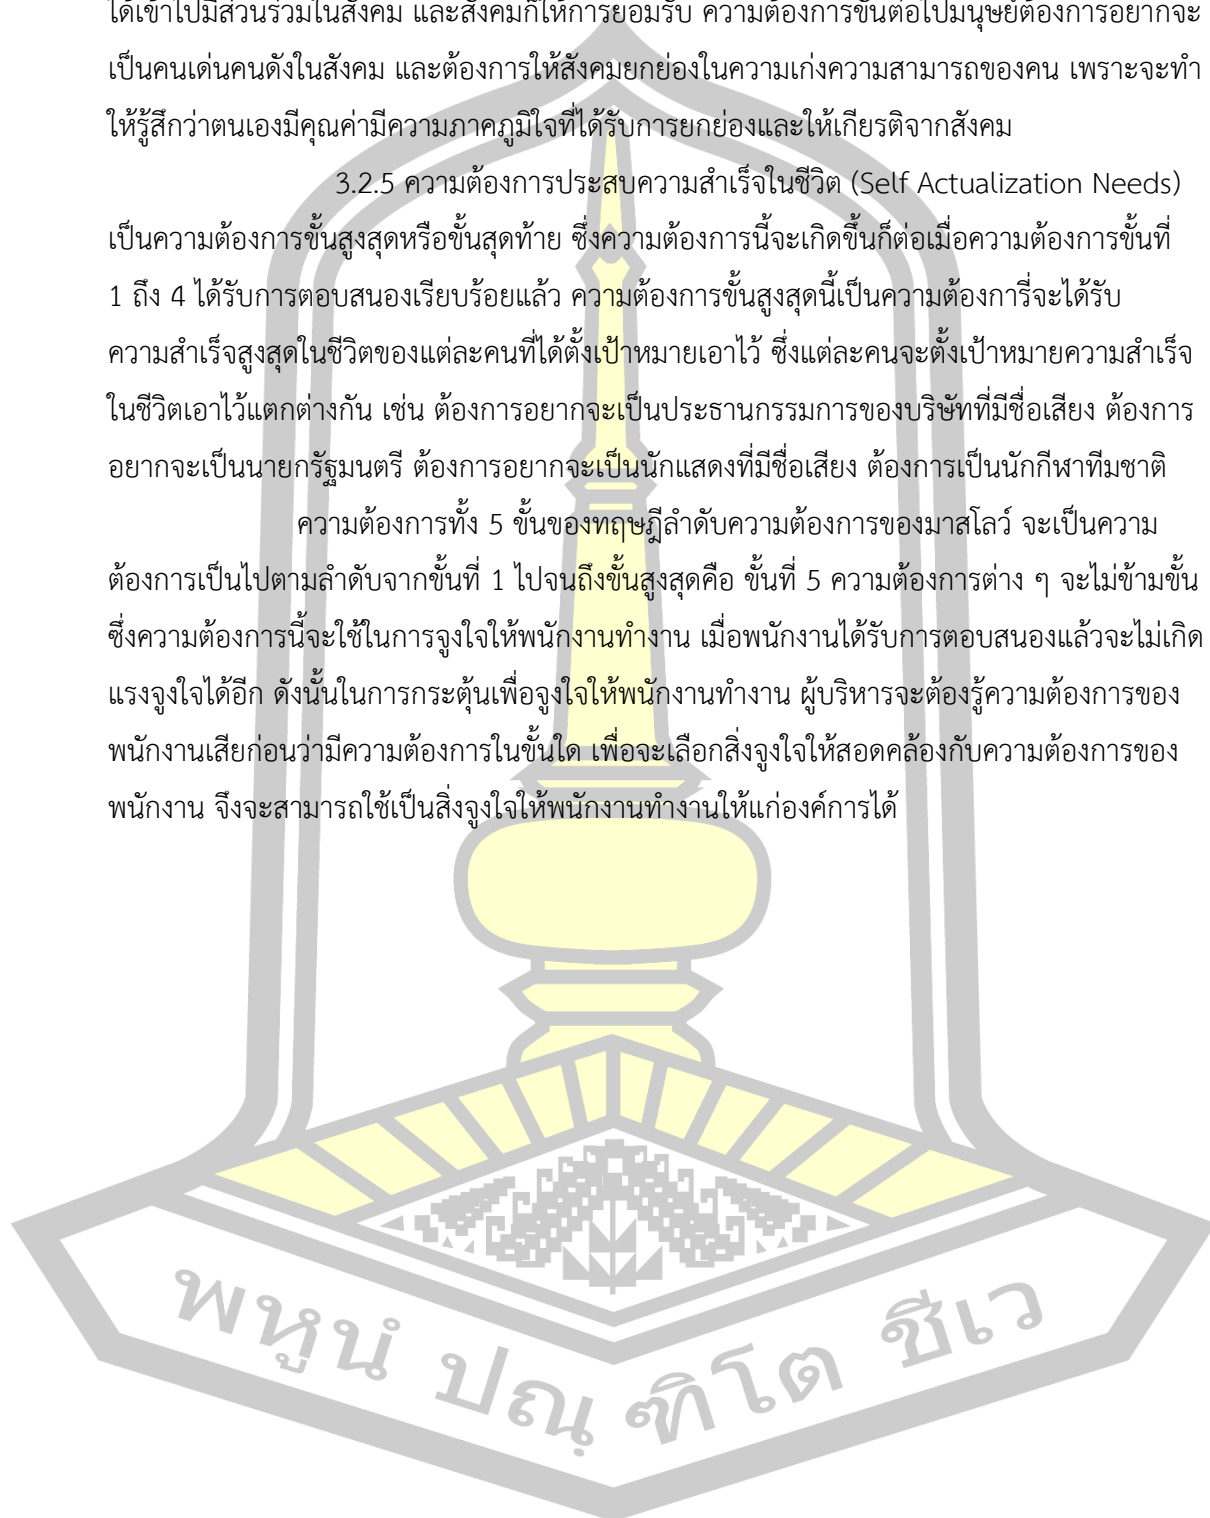 ได้เข้าไปมีส่วนร่วมในสังคม และสังคมก็ให้การยอมรับ ความต้องการขั้นต่อไปมนุษย์ต้องการอยากจะ
เป็นคนเด่นคนดังในสังคม และต้องการให้สังคมยกย่องในความเก่งความสามารถของคน เพราะจะทำ
ให้รู้สึกว่าตนเองมีคุณค่ามีความภาคภูมิใจที่ได้รับการยกย่องและให้เกียรติจากสังคม
3.2.5 ความต้องการประสบความสำเร็จในชีวิต (Self Actualization Needs)
เป็นความต้องการขั้นสูงสุดหรือขั้นสุดท้าย ซึ่งความต้องการนี้จะเกิดขึ้นก็ต่อเมื่อความต้องการขั้นที่
1 ถึง 4 ได้รับการตอบสนองเรียบร้อยแล้ว ความต้องการขั้นสูงสุดนี้เป็นความต้องการี่จะได้รับ
ความสำเร็จสูงสุดในชีวิตของแต่ละคนที่ได้ตั้งเป้าหมายเอาไว้ ซึ่งแต่ละคนจะตั้งเป้าหมายความสำเร็จ
ในชีวิตเอาไว้แตกต่างกัน เช่น ต้องการอยากจะเป็นประธานกรรมการของบริษัทที่มีชื่อเสียง ต้องการ
อยากจะเป็นนายกรัฐมนตรี ต้องการอยากจะเป็นนักแสดงที่มีชื่อเสียง ต้องการเป็นนักกีฬาทีมชาติ
ความต้องการทั้ง 5 ขั้นของทฤษฎีลำดับความต้องการของมาสโลว์ จะเป็นความ
ต้องการเป็นไปตามลำดับจากขั้นที่ 1 ไปจนถึงขั้นสูงสุดคือ ขั้นที่ 5 ความต้องการต่าง ๆ จะไม่ข้ามขั้น
ซึ่งความต้องการนี้จะใช้ในการจูงใจให้พนักงานทำงาน เมื่อพนักงานได้รับการตอบสนองแล้วจะไม่เกิด
แรงจูงใจได้อีก ดังนั้นในการกระตุ้นเพื่อจูงใจให้พนักงานทำงาน ผู้บริหารจะต้องรู้ความต้องการของ
พนักงานเสียก่อนว่ามีความต้องการในขั้นใด เพื่อจะเลือกสิ่งจูงใจให้สอดคล้องกับความต้องการของ
พนักงาน จึงจะสามารถใช้เป็นสิ่งจูงใจให้พนักงานทำงานให้แก่องค์การได้
พหูนํ ปณฺฑิโต ชีเว